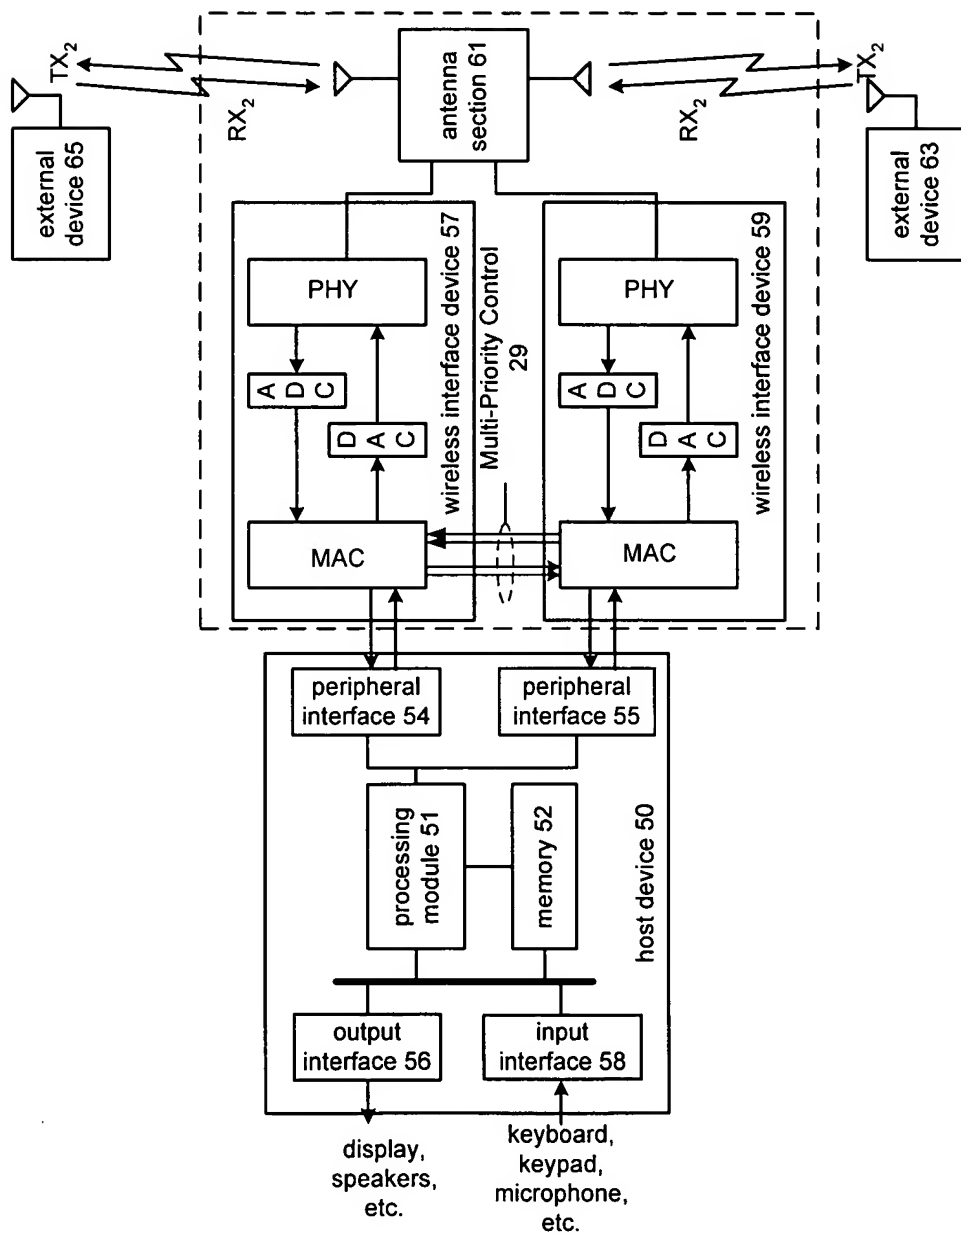 TX2
RX2
external
device 65
antenna
section 61
TX2
RX2
external
device 63
PHY
A
D
C
D
A
C
MAC
wireless interface device 57
Multi-Priority Control
29
PHY
A
D
C
D
A
C
MAC
wireless interface device 59
peripheral
interface 54
peripheral
interface 55
processing
module 51
memory 52
host device 50
output
interface 56
input
interface 58
display,
speakers,
etc.
keyboard,
keypad,
microphone,
etc.